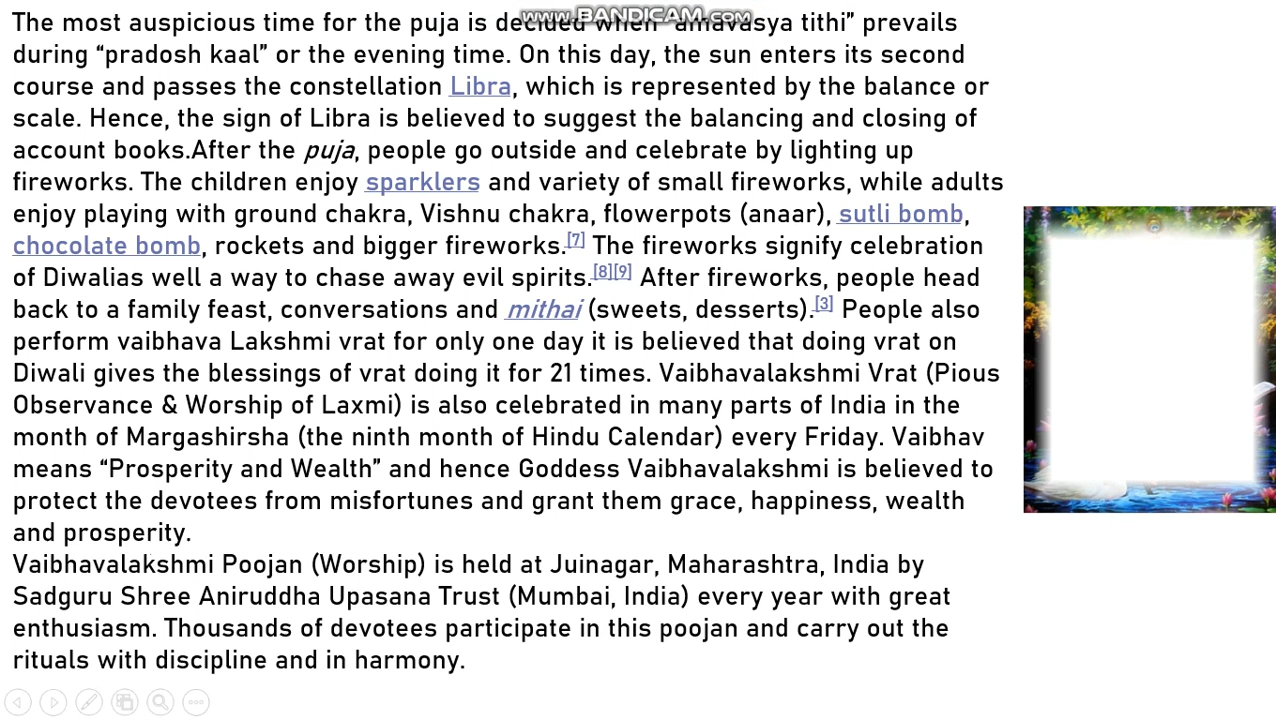 www.BANDICAM.com
The most auspicious time for the puja is decided when “amavasya tithi” prevails
during “pradosh kaal” or the evening time. On this day, the sun enters its second
course and passes the constellation Libra, which is represented by the balance or
scale. Hence, the sign of Libra is believed to suggest the balancing and closing of
account books.After the puja, people go outside and celebrate by lighting up
fireworks. The children enjoy sparklers and variety of small fireworks, while adults
enjoy playing with ground chakra, Vishnu chakra, flowerpots (anaar), sutli bomb,
chocolate bomb, rockets and bigger fireworks.[7] The fireworks signify celebration
of Diwalias well a way to chase away evil spirits.[8][9] After fireworks, people head
back to a family feast, conversations and mithai (sweets, desserts).[3] People also
perform vaibhava Lakshmi vrat for only one day it is believed that doing vrat on
Diwali gives the blessings of vrat doing it for 21 times. Vaibhavalakshmi Vrat (Pious
Observance & Worship of Laxmi) is also celebrated in many parts of India in the
month of Margashirsha (the ninth month of Hindu Calendar) every Friday. Vaibhav
means “Prosperity and Wealth” and hence Goddess Vaibhavalakshmi is believed to
protect the devotees from misfortunes and grant them grace, happiness, wealth
and prosperity.
Vaibhavalakshmi Poojan (Worship) is held at Juinagar, Maharashtra, India by
Sadguru Shree Aniruddha Upasana Trust (Mumbai, India) every year with great
enthusiasm. Thousands of devotees participate in this poojan and carry out the
rituals with discipline and in harmony.